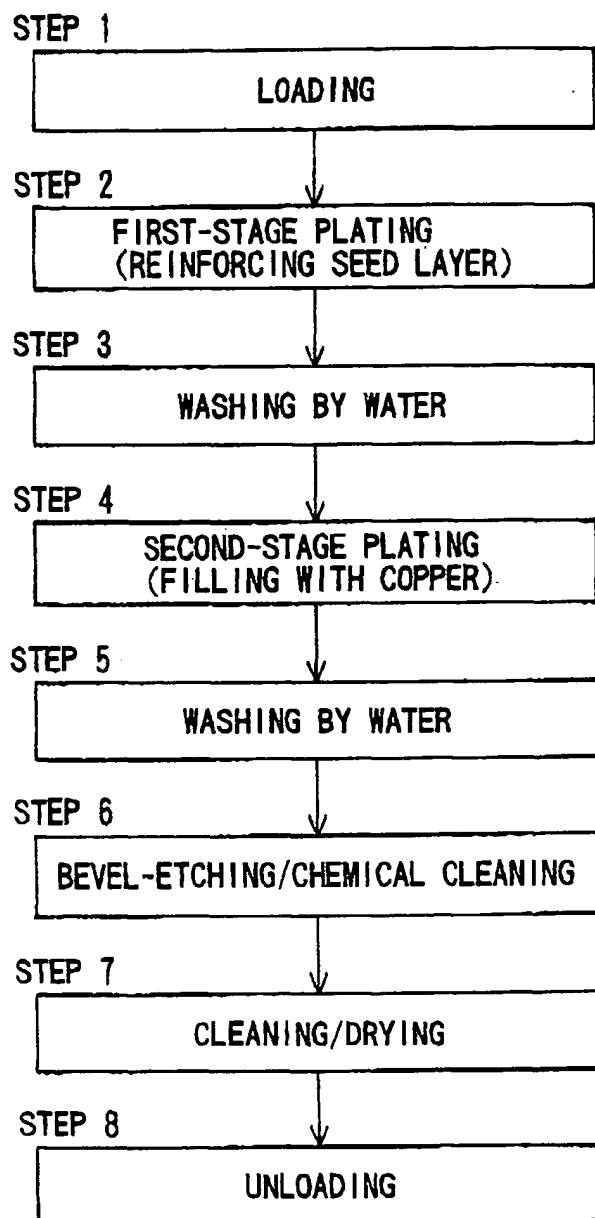 STEP 1
LOADING
STEP 2
FIRST-STAGE PLATING
(REINFORCING SEED LAYER)
STEP 3
WASHING BY WATER
STEP 4
SECOND-STAGE PLATING
(FILLING WITH COPPER)
STEP 5
WASHING BY WATER
STEP 6
BEVEL-ETCHING/CHEMICAL CLEANING
STEP 7
CLEANING/DRYING
STEP 8
UNLOADING